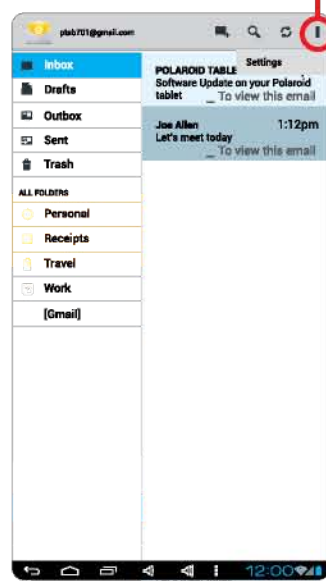 ptab701@gmail.com
Settings
Inbox
Drafts
Outbox
Sent
Trash
ALL FOLDERS
Personal
Receipts
Travel
Work
[Gmail]
POLAROID TABLE
Software Update on your Polaroid
tablet _ To view this email
Joe Allen 1:12pm
Let's meet today
_ To view this email
12:00